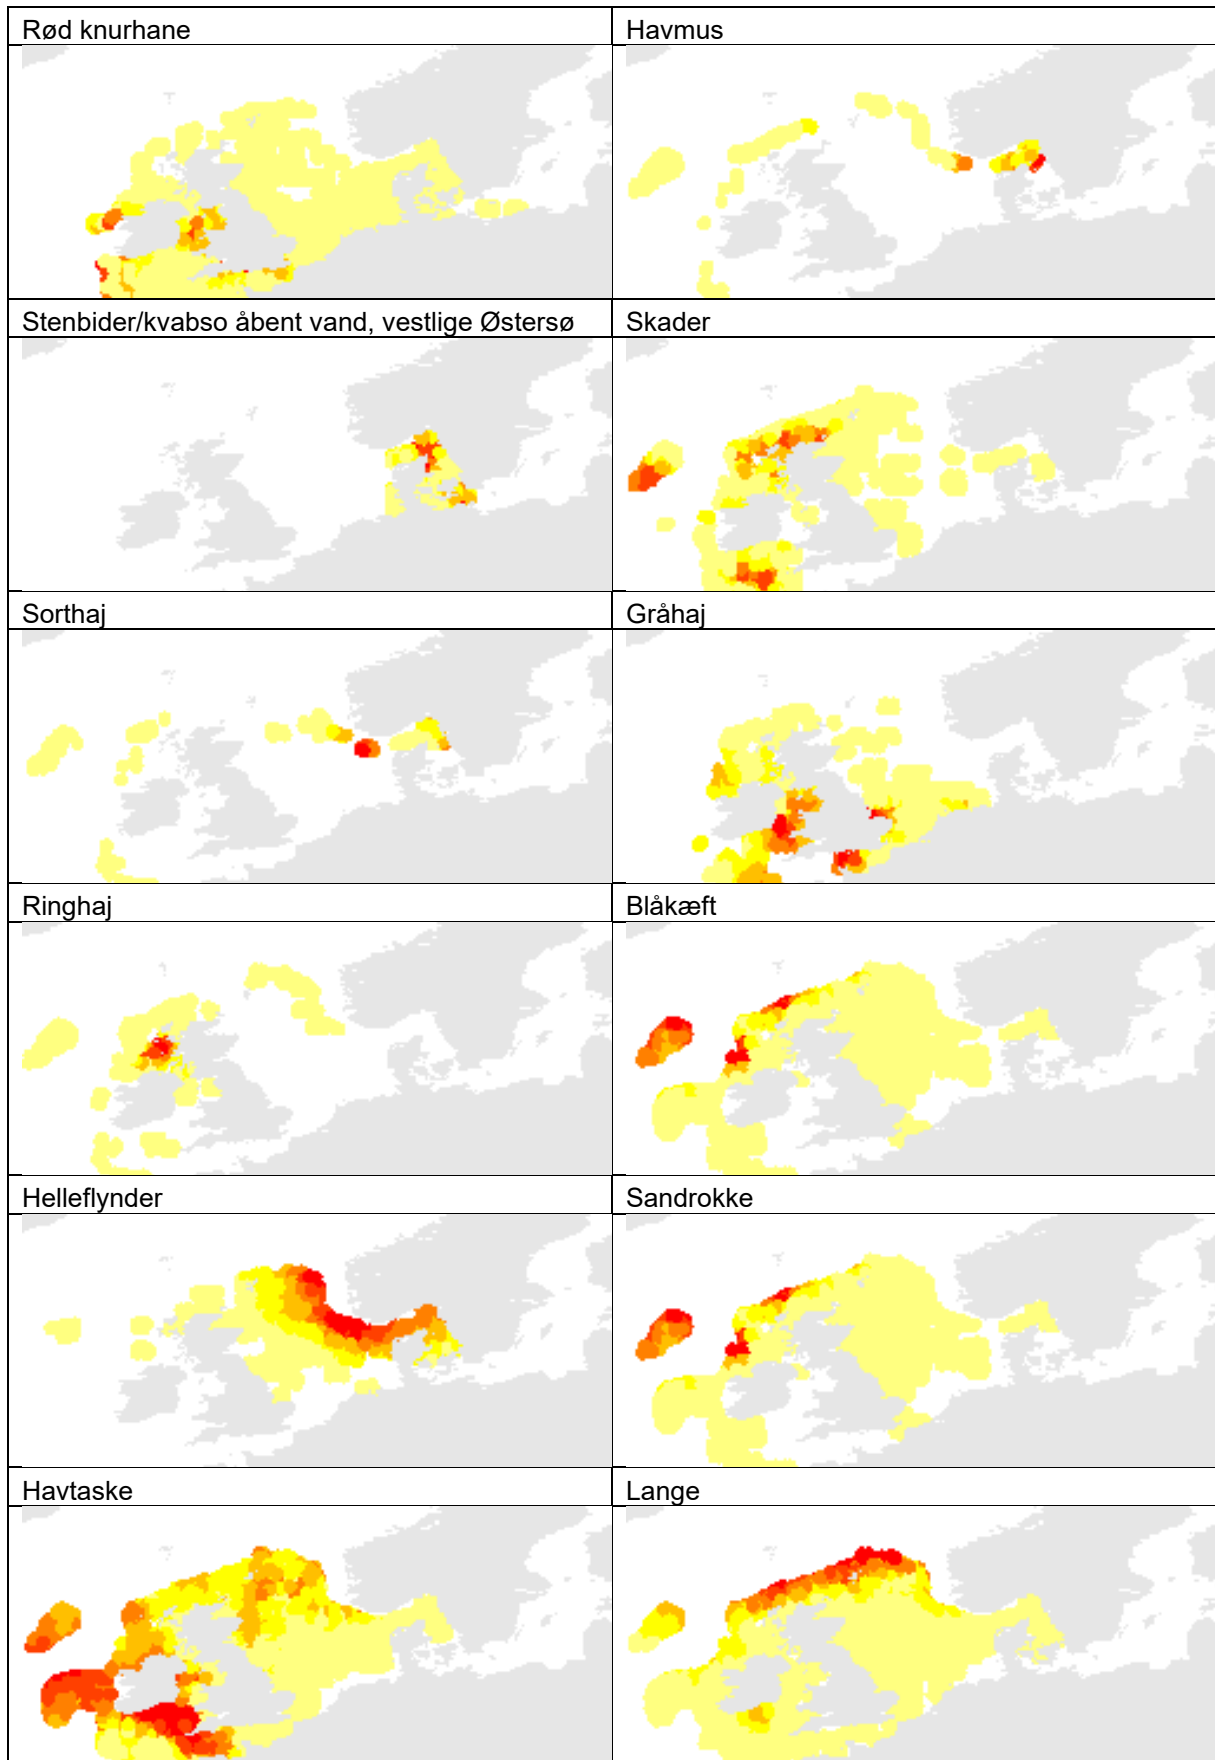 Rød knurhane
Havmus
Stenbider/kvabso åbent vand, vestlige Østersø
Skader
Sorthaj
Gråhaj
Ringhaj
Blåkæft
Helleflynder
Sandrokke
Havtaske
Lange